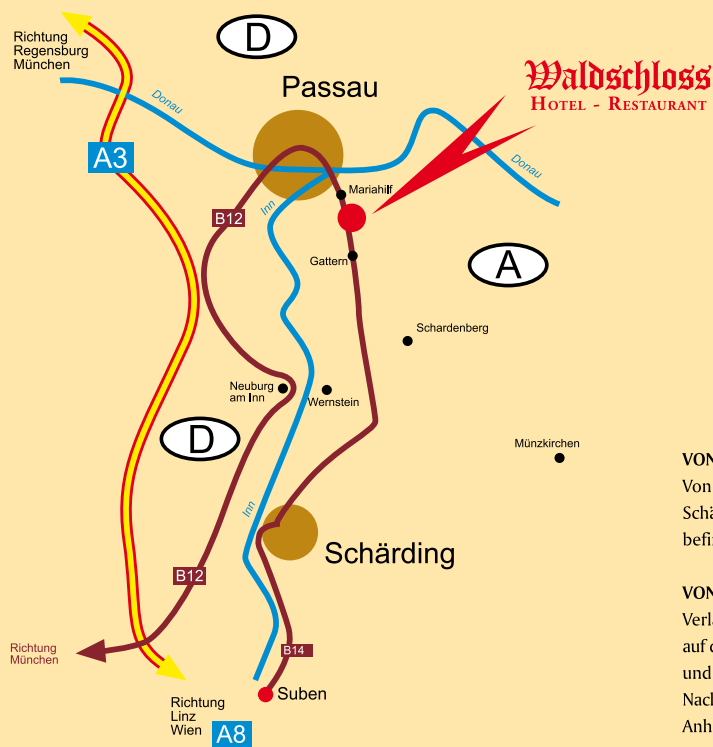 Richtung
Regensburg
München
D
Waldschloss
HOTEL - RESTAURANT
Passau
Donau
A3
Donau
Mariahilf
Inn
B12
Gattern
A
Schardenberg
Neuburg
am Inn
Wernstein
D
Münzkirchen
VON
Von
Schä
befin
Inn
Schärding
VON
B12
Verla
auf d
und
Nach
Anh
Richtung
München
B14
Suben
Richtung
Linz
Wien
A8